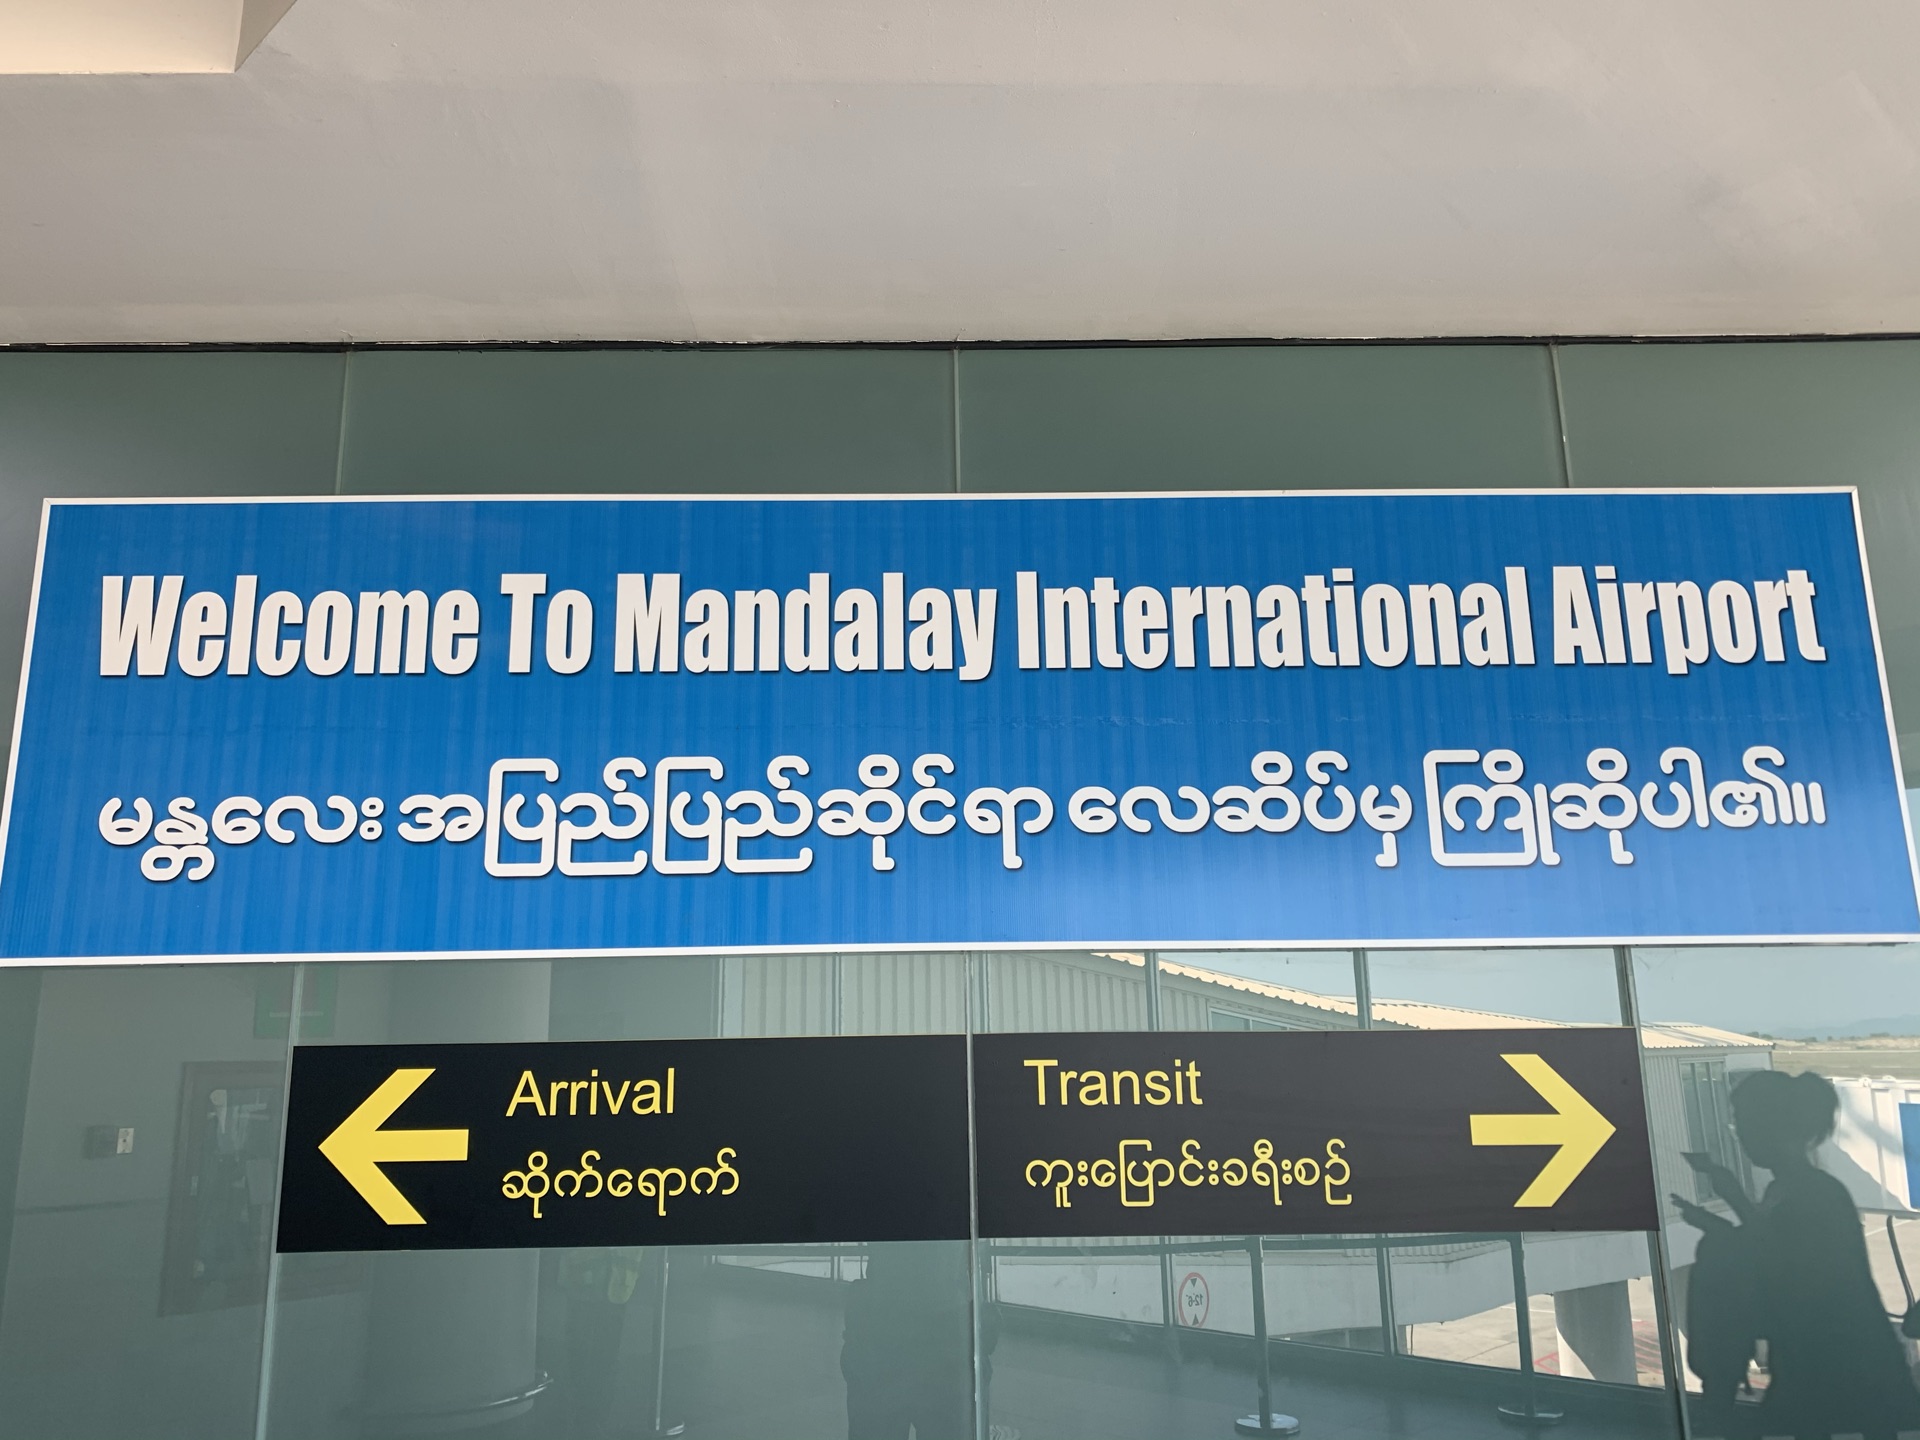 Welcome To Mandalay International Airport
မန္တလေး အပြည်ပြည်ဆိုင်ရာ လေဆိပ်မှ ကြိုဆိုပါ၏။
Arrival
ဆိုက်ရောက်
Transit
ကူးပြောင်းခရီးစဉ်